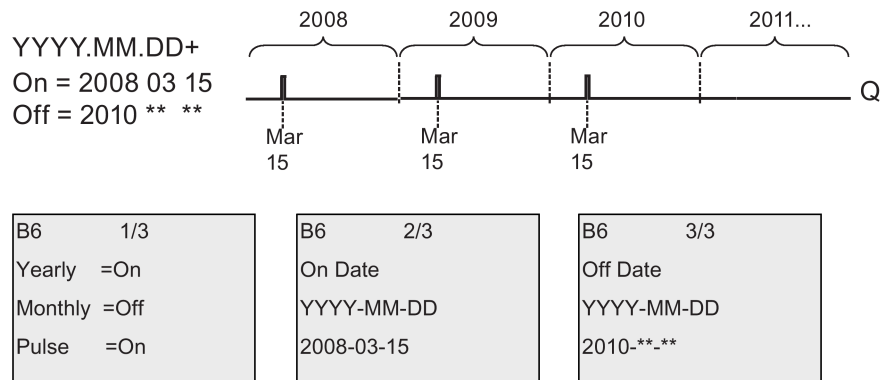 2008 2009 2010 2011...
YYYY.MM.DD+
On = 2008 03 15
Off = 2010 ** **
Q
Mar Mar Mar
15 15 15
B6 1/3
Yearly =On
Monthly =Off
Pulse =On
B6 2/3
On Date
YYYY-MM-DD
2008-03-15
B6 3/3
Off Date
YYYY-MM-DD
2010-**-**